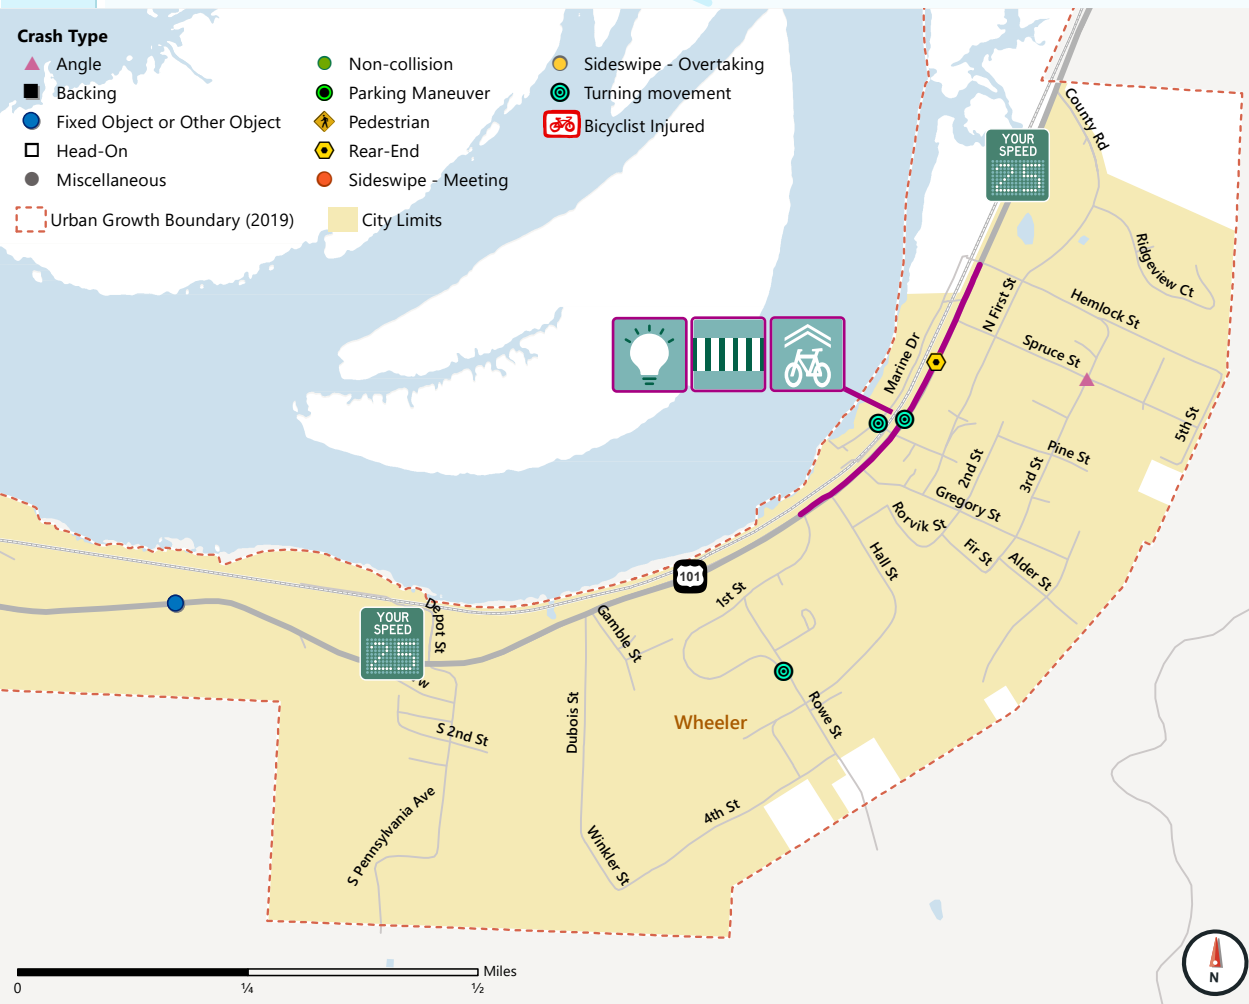 Crash Type
Angle
Backing
Fixed Object or Other Object
Head-On
Miscellaneous
Non-collision
Parking Maneuver
Pedestrian
Rear-End
Sideswipe - Meeting
Sideswipe - Overtaking
Turning movement
Bicyclist Injured
Urban Growth Boundary (2019)
City Limits
County Rd
YOUR
SPEED
25
Ridgeview Ct
N First St
Hemlock St
Marine Dr
Spruce St
5th St
Pine St
2nd St
3rd St
Gregory St
Rorvik St
Hall St
Fir St
Alder St
101
1st St
Depot St
Gamble St
YOUR
SPEED
25
w
Rowe St
Dubois St
Wheeler
S 2nd St
4th St
S Pennsylvania Ave
Winkler St
Miles
0
¼
½
N